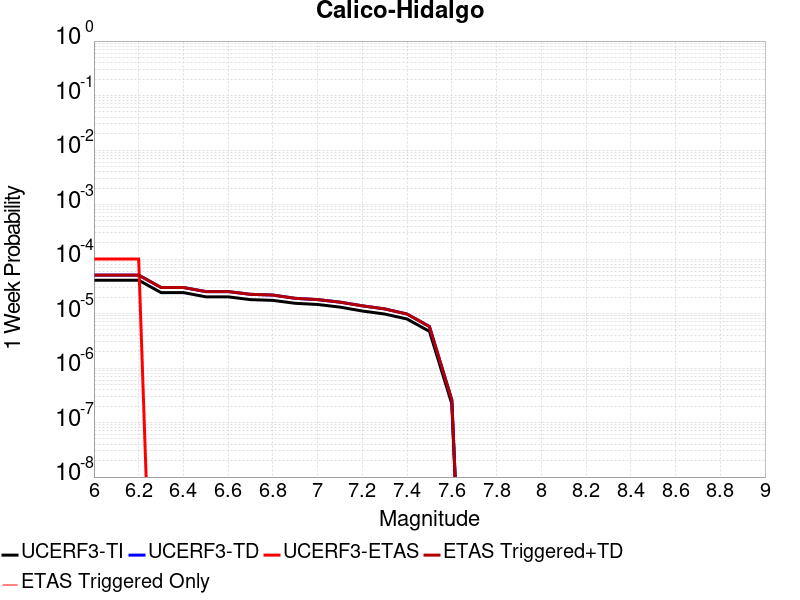 Calico-Hidalgo
10^0
10^-1
10^-2
10^-3
10^-4
10^-5
10^-6
10^-7
10^-8
1 Week Probability
6 6.2 6.4 6.6 6.8 7 7.2 7.4 7.6 7.8 8 8.2 8.4 8.6 8.8 9
Magnitude
UCERF3-TI UCERF3-TD UCERF3-ETAS ETAS Triggered+TD
ETAS Triggered Only